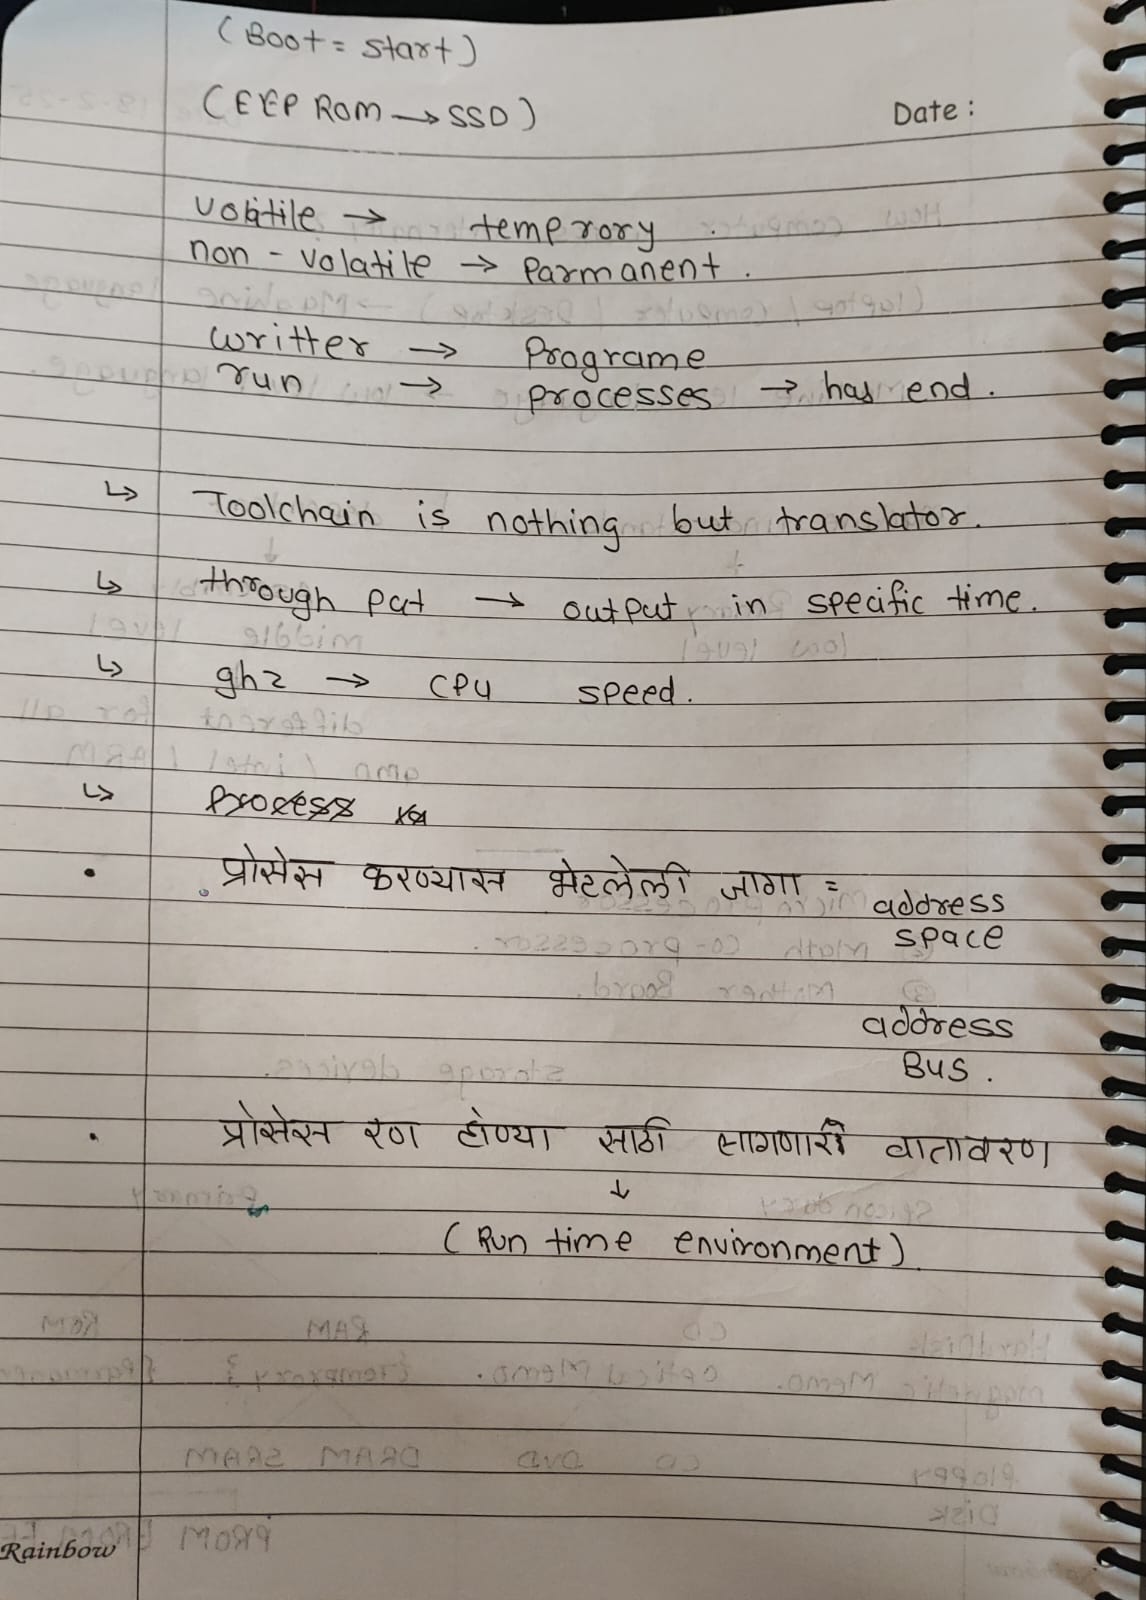 (Boot = start)
(EEPROM → SSD)
Date :
volatile → temprory .
non - volatile → Parmanent .
writter → Programe
run → processes → has end .
↳ Toolchain is nothing but translator.
↳ through put → output in specific time.
↳ ghz → CPU speed.
↳ process
• प्रोसेस करण्यास भेटलेली जागा = address
space
address
Bus .
• प्रोसेस रण होण्या साठी लागणारी वातावरण
↓
(Run time environment)
Rainbow